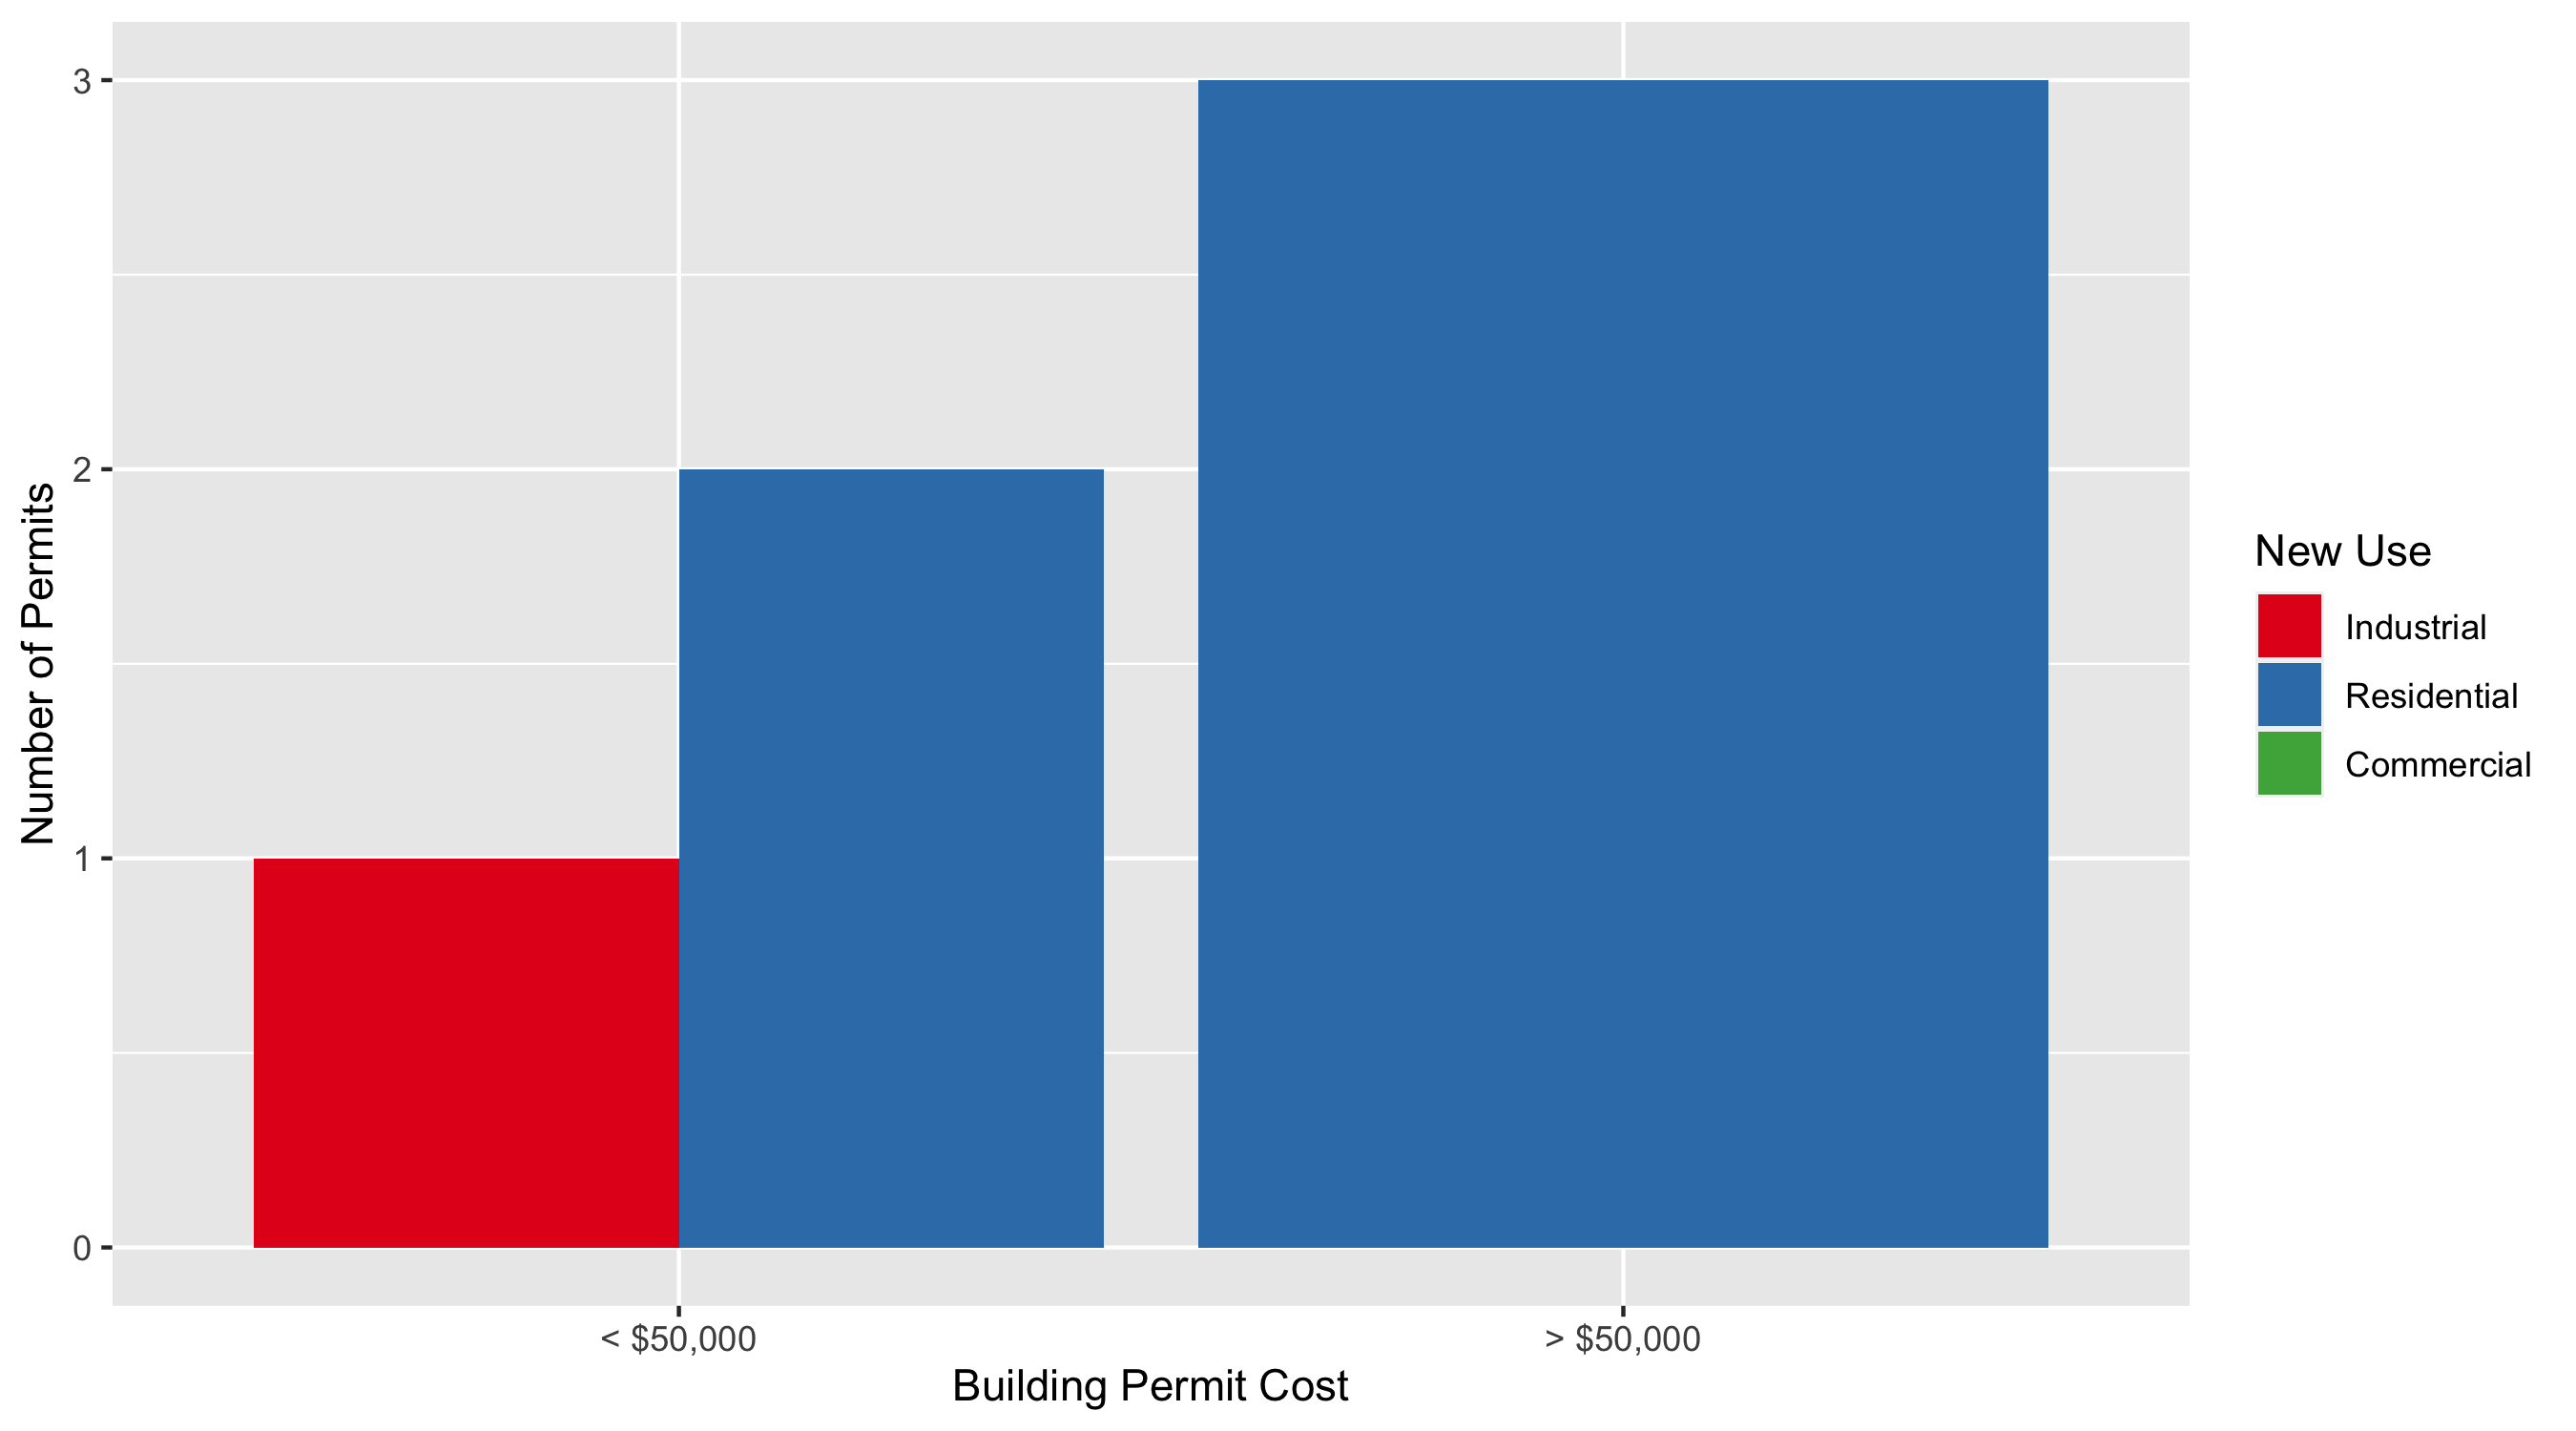 Number of Permits
3
2
1
0
< $50,000
> $50,000
Building Permit Cost
New Use
Industrial
Residential
Commercial